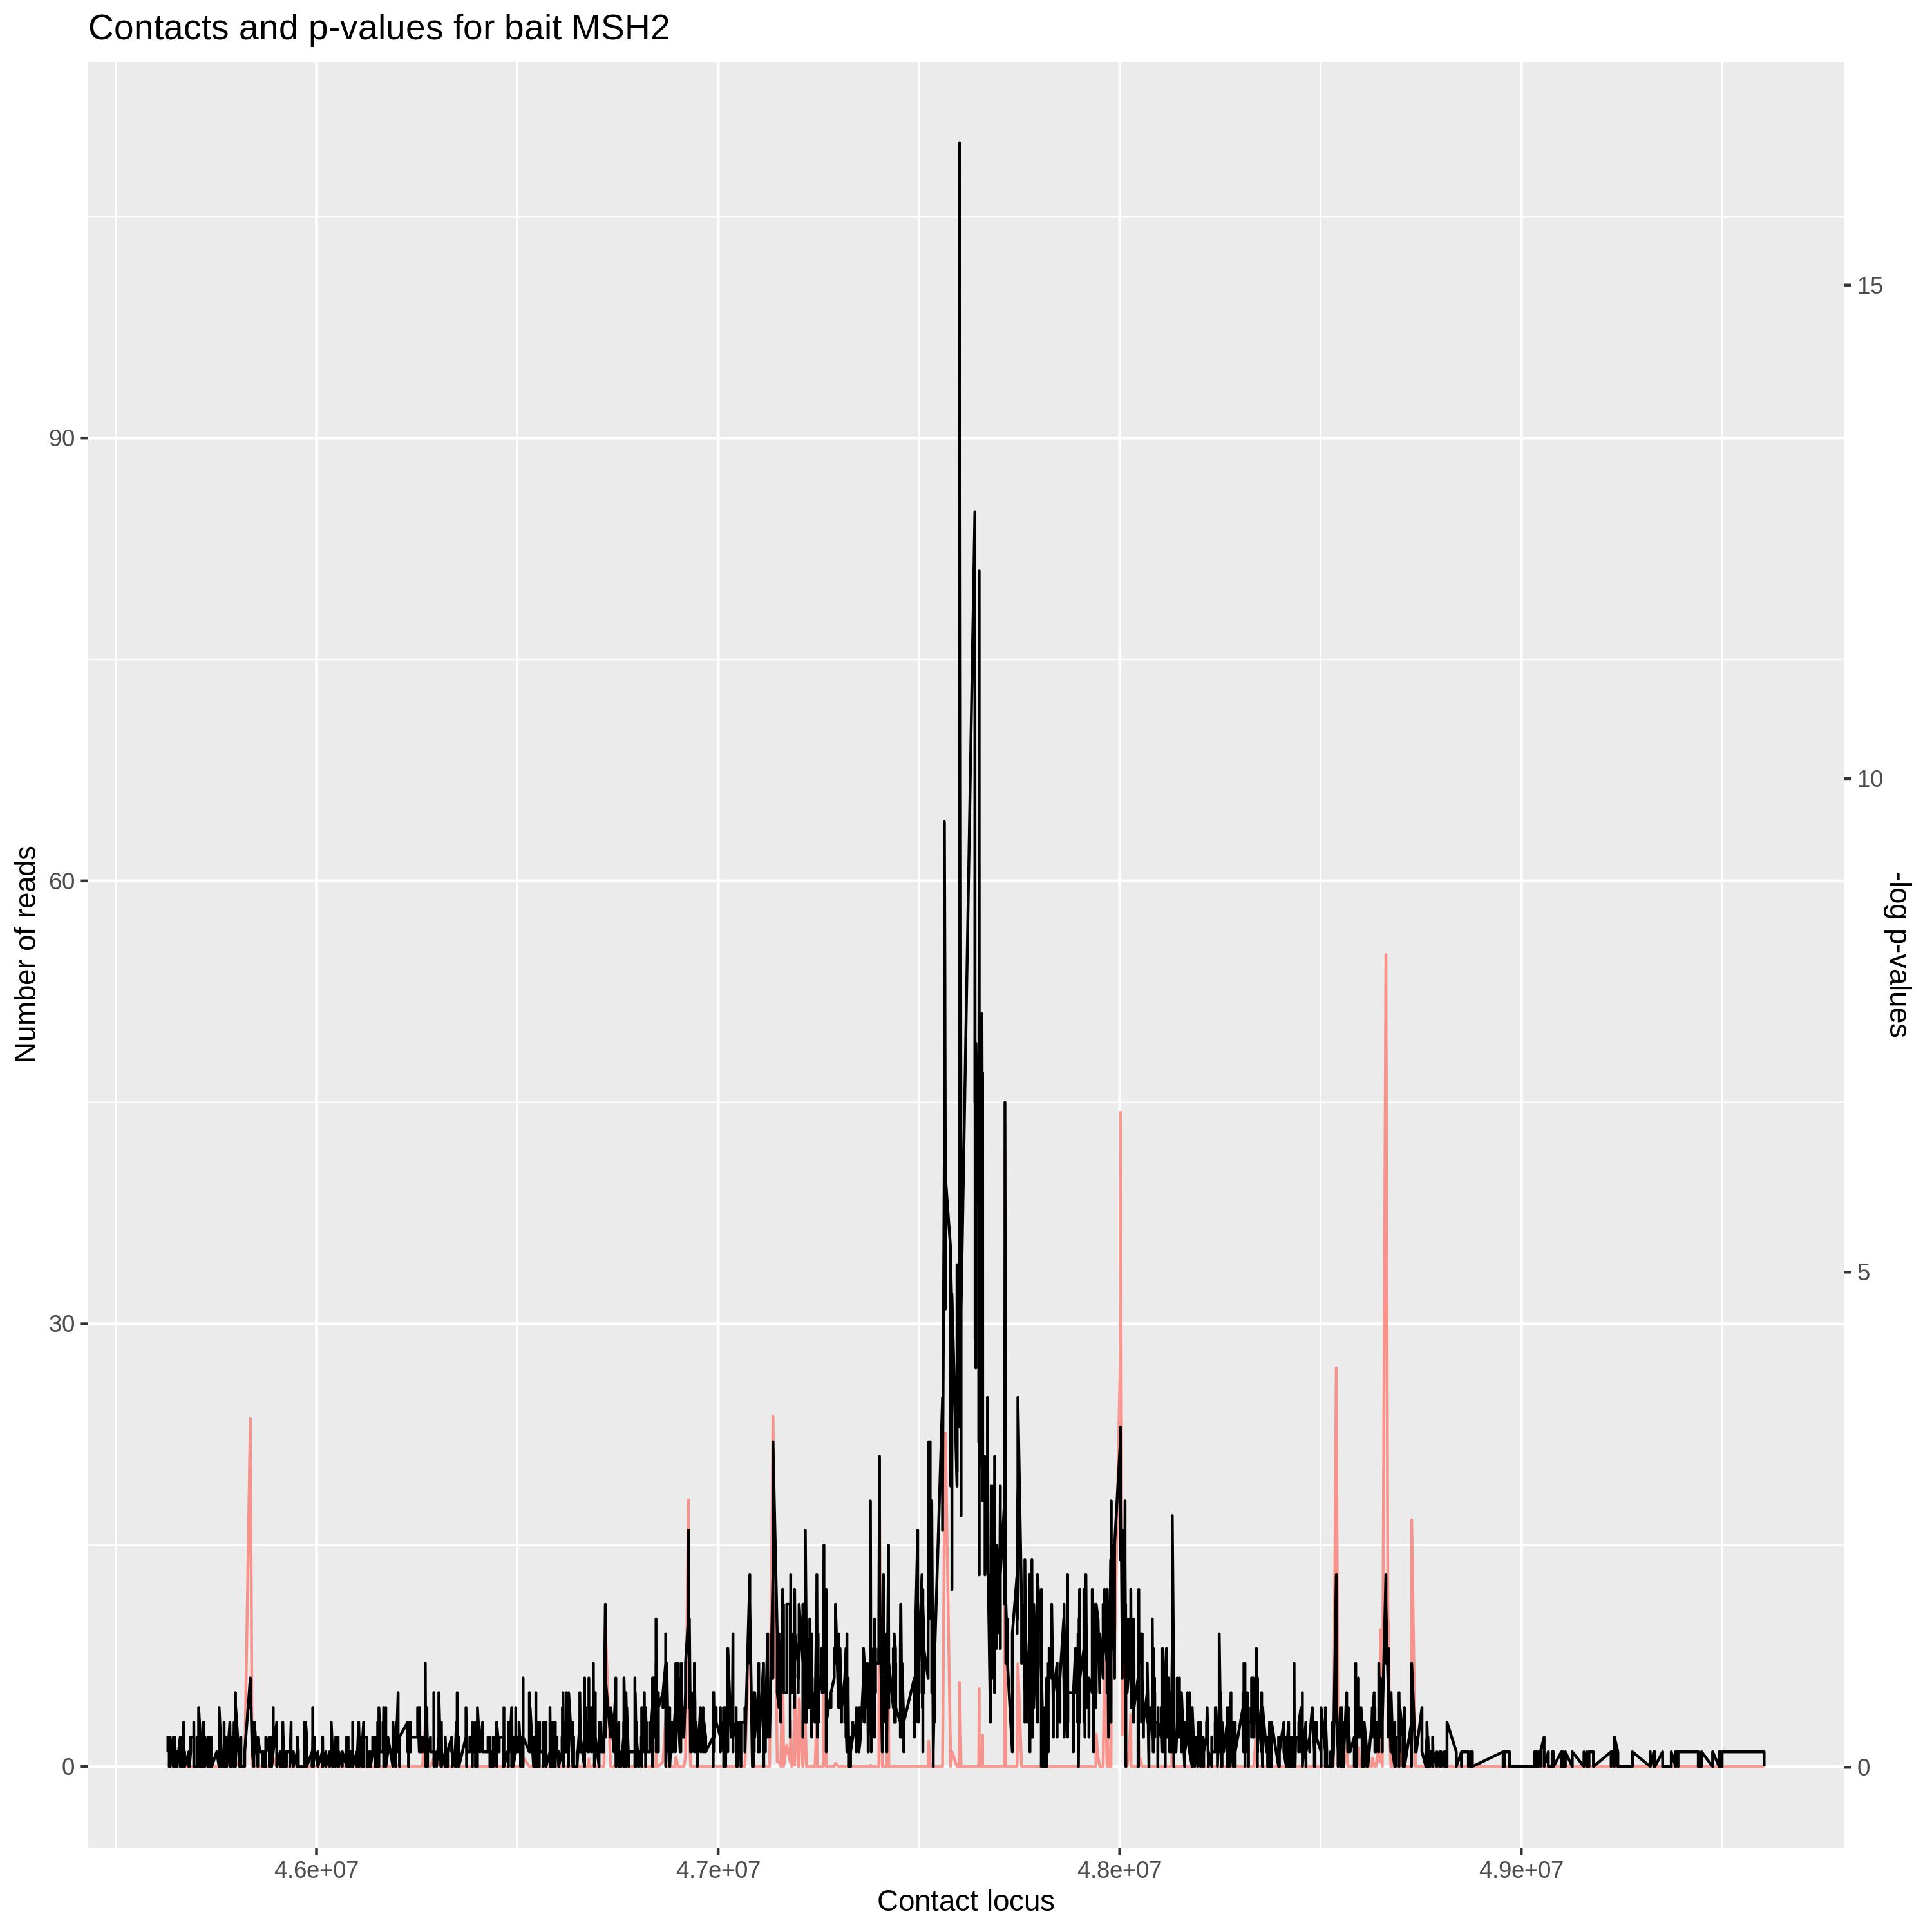 Contacts and p-values for bait MSH2
Number of reads
90
60
30
0
15
10
5
0
-log p-values
4.6e+07
4.7e+07
4.8e+07
4.9e+07
Contact locus